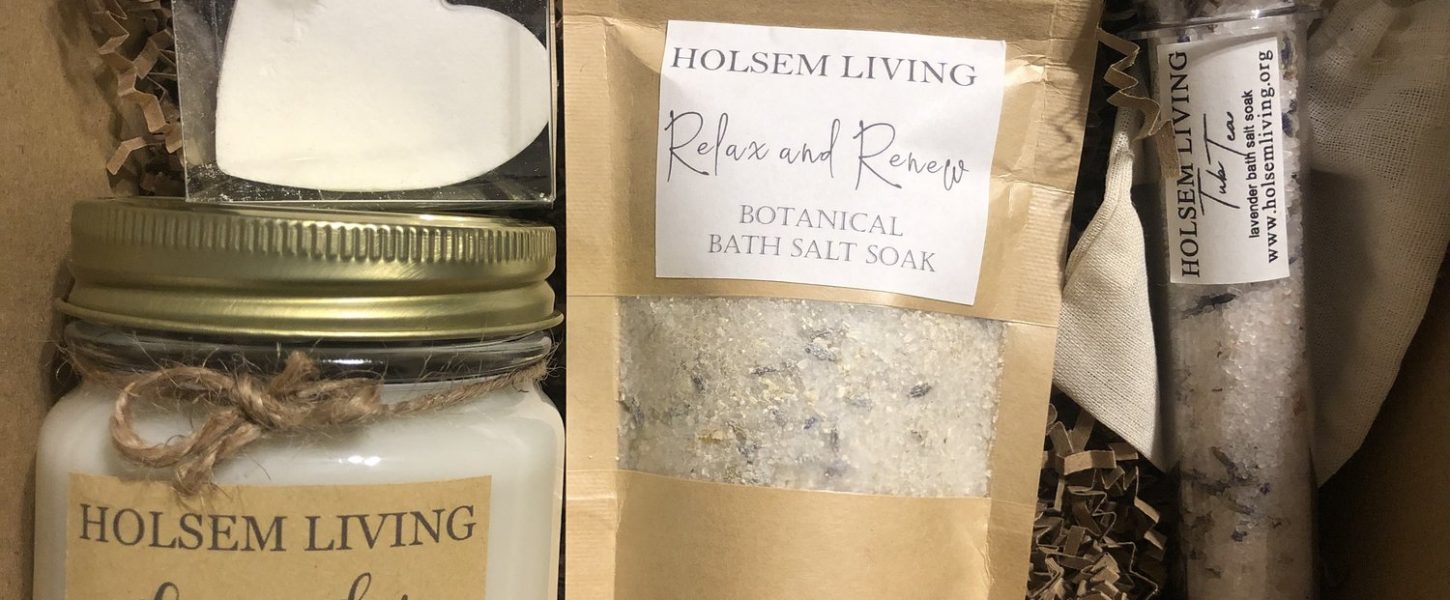 HOLSEM LIVING
Relax and Renew
BOTANICAL
BATH SALT SOAK
HOLSEM LIVING
Tub Tea
lavender bath salt soak
www.holsemliving.org
HOLSEM LIVING